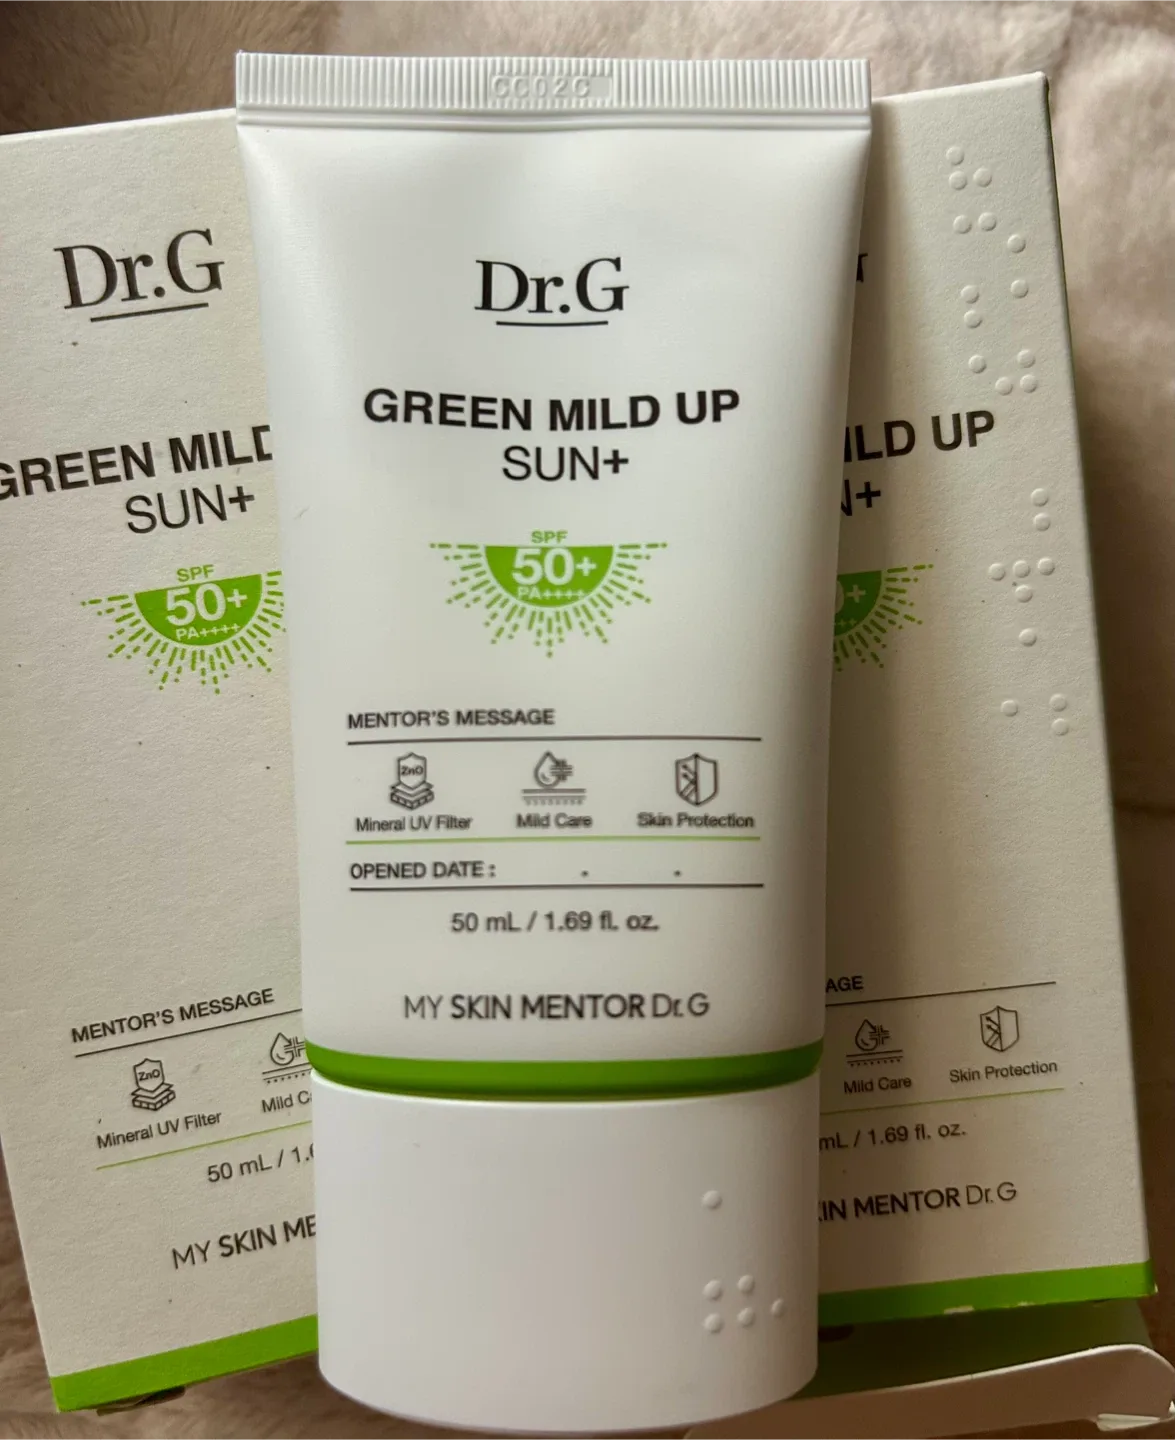 CC02C
Dr.G
GREEN MILD UP
SUN+
SPF
50+
PA++++
MENTOR'S MESSAGE
ZnO
Mineral UV Filter
Mild Care
Skin Protection
OPENED DATE : . .
50 mL / 1.69 fl. oz.
MY SKIN MENTOR Dr.G
Dr.G
GREEN MILD
SUN+
SPF
50+
PA++++
MENTOR'S MESSAGE
ZnO
Mineral UV Filter
Mild C
50 mL / 1.6
MY SKIN ME
ILD UP
N+
AGE
Mild Care
Skin Protection
mL / 1.69 fl. oz.
KIN MENTOR Dr.G